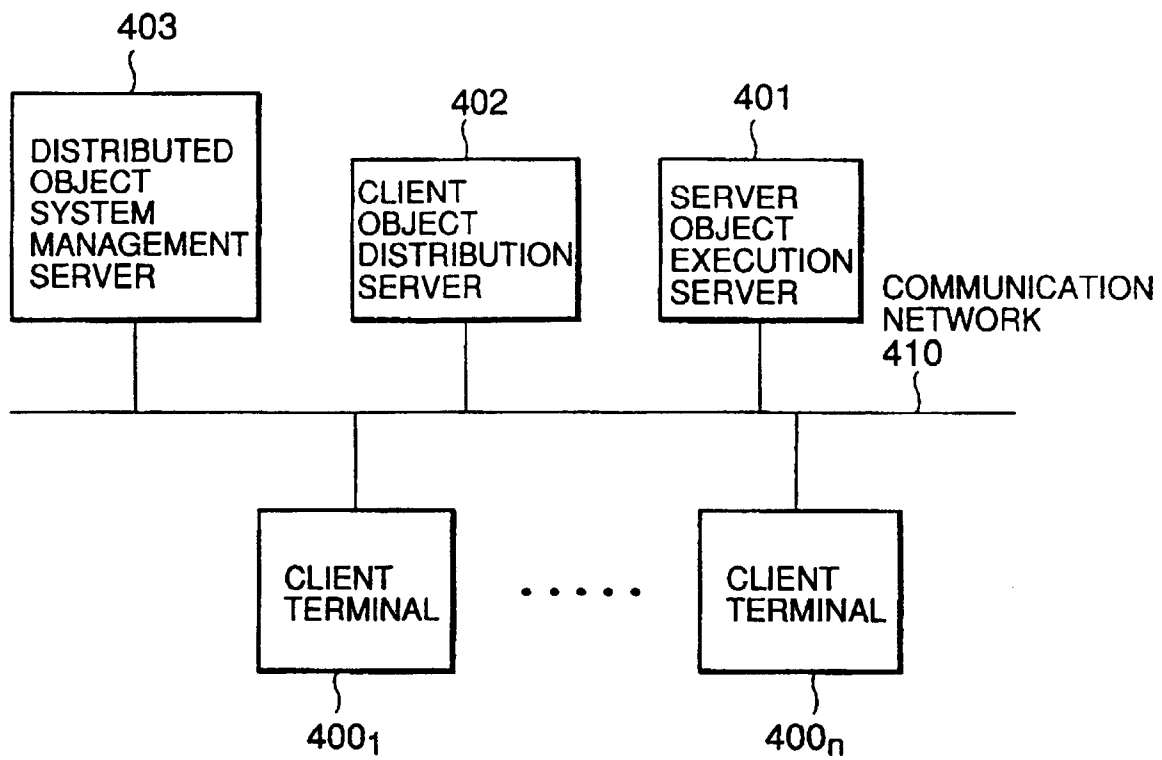 403
DISTRIBUTED
OBJECT
SYSTEM
MANAGEMENT
SERVER
402
CLIENT
OBJECT
DISTRIBUTION
SERVER
401
SERVER
OBJECT
EXECUTION
SERVER
COMMUNICATION
NETWORK
410
CLIENT
TERMINAL
400₁
CLIENT
TERMINAL
400ₙ